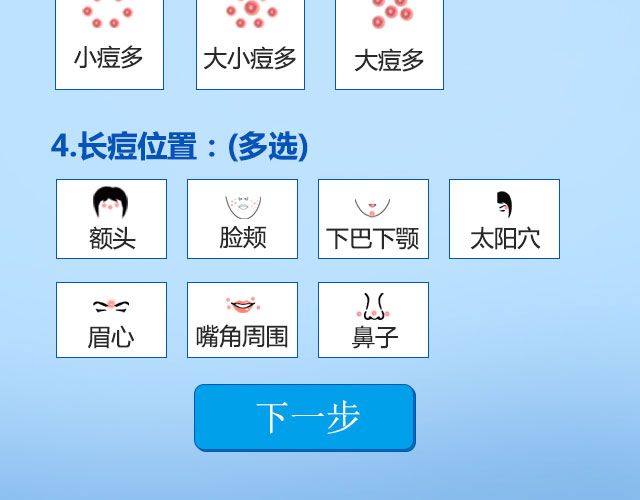 小痘多 大小痘多 大痘多
4.长痘位置：(多选)
额头 脸颊 下巴下颚 太阳穴
眉心 嘴角周围 鼻子
下一步